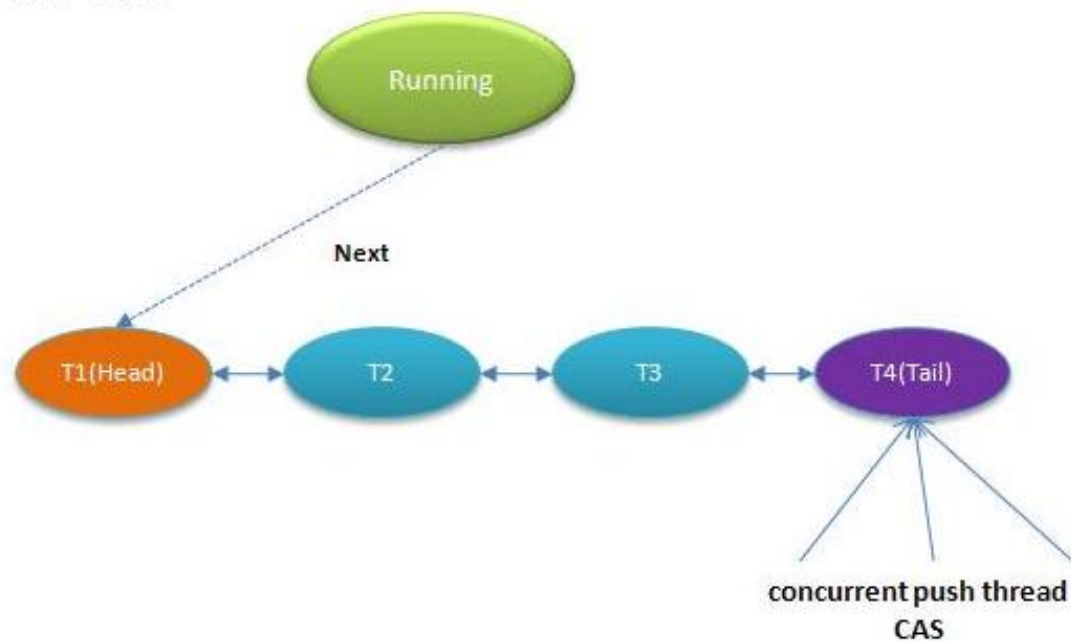 Running
Next
T1(Head)
T2
T3
T4(Tail)
concurrent push thread
CAS